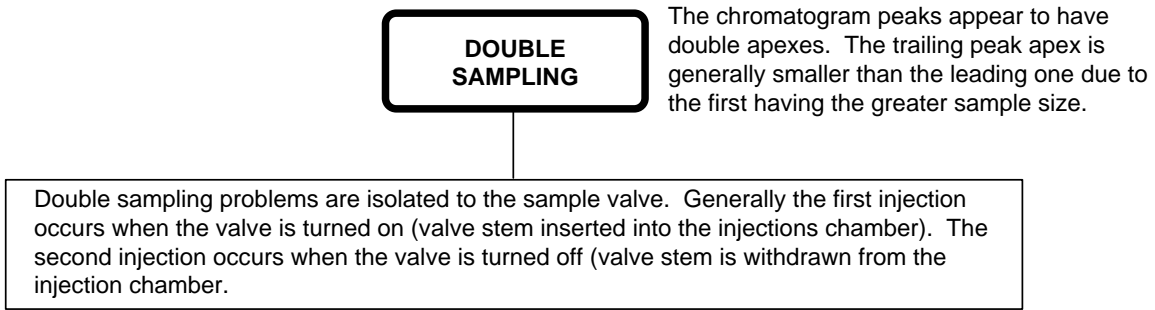 DOUBLE
SAMPLING
The chromatogram peaks appear to have
double apexes.  The trailing peak apex is
generally smaller than the leading one due to
the first having the greater sample size.
Double sampling problems are isolated to the sample valve.  Generally the first injection
occurs when the valve is turned on (valve stem inserted into the injections chamber).  The
second injection occurs when the valve is turned off (valve stem is withdrawn from the
injection chamber.